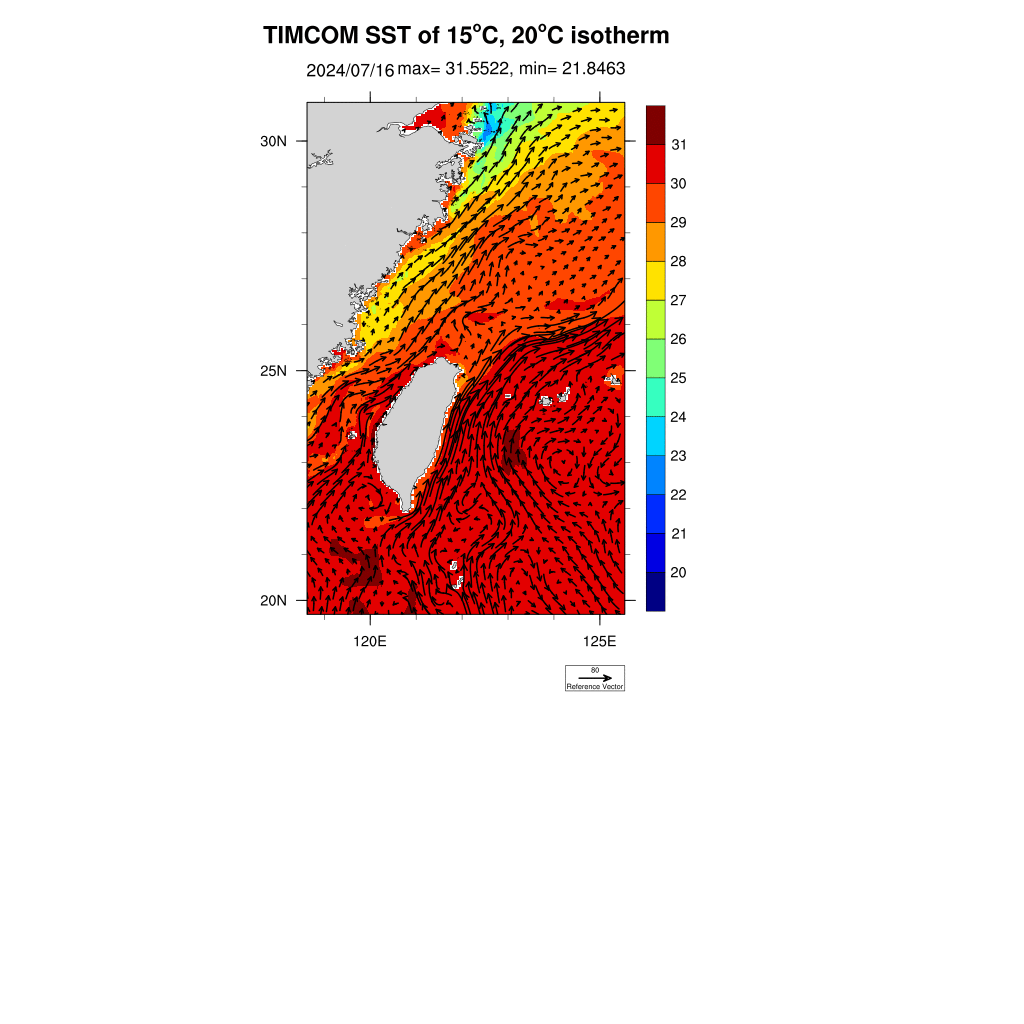 TIMCOM SST of 15°C, 20°C isotherm
2024/07/16 max= 31.5522, min= 21.8463
30N
25N
20N
120E
125E
31
30
29
28
27
26
25
24
23
22
21
20
80
Reference Vector